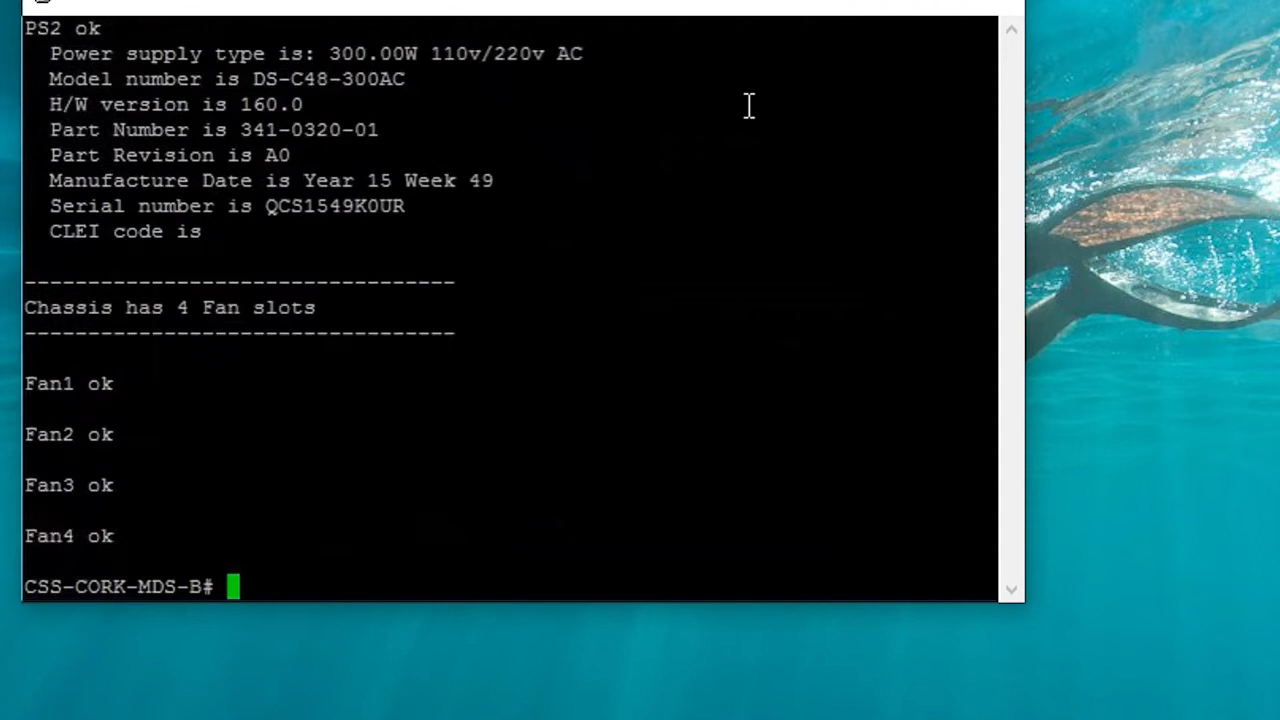 PS2 ok
Power supply type is: 300.00W 110v/220v AC
Model number is DS-C48-300AC
H/W version is 160.0
Part Number is 341-0320-01
Part Revision is A0
Manufacture Date is Year 15 Week 49
Serial number is QCS1549K0UR
CLEI code is
----------------------------------
Chassis has 4 Fan slots
----------------------------------
Fan1 ok
Fan2 ok
Fan3 ok
Fan4 ok
CSS-CORK-MDS-B#